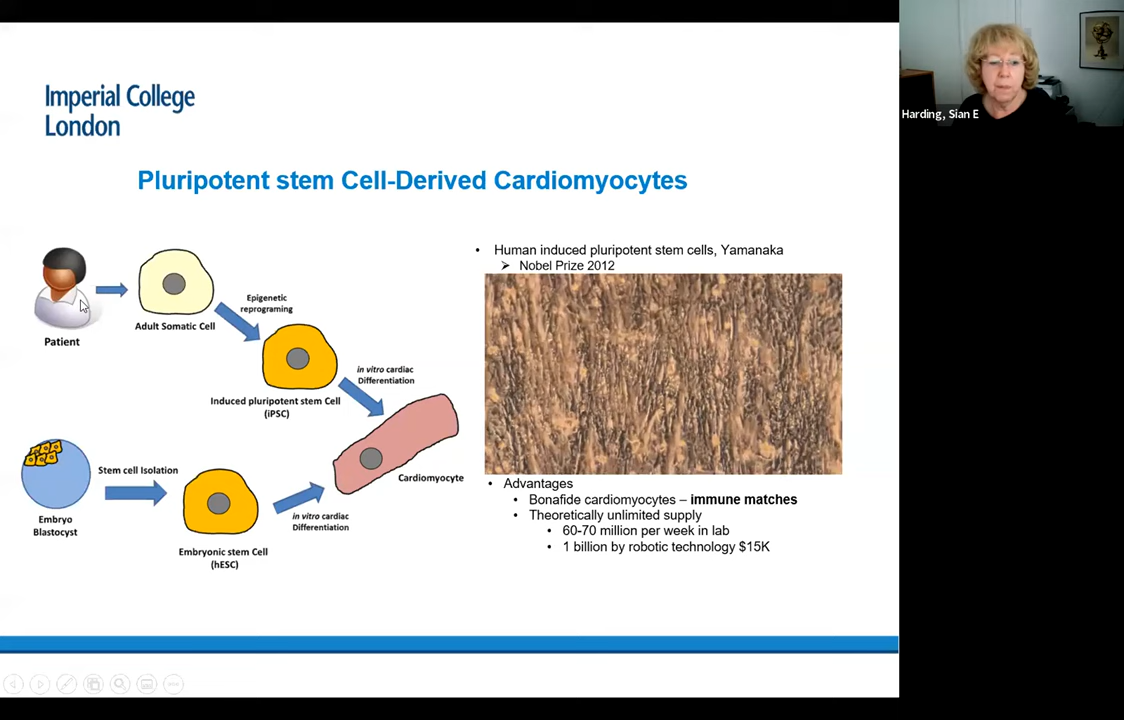 Imperial College
London
Harding, Sian E
Pluripotent stem Cell-Derived Cardiomyocytes
Patient
Adult Somatic Cell
Epigenetic
reprograming
Induced pluripotent stem Cell
(iPSC)
in vitro cardiac
Differentiation
Cardiomyocyte
Stem cell Isolation
Embryo
Blastocyst
Embryonic stem Cell
(hESC)
in vitro cardiac
Differentiation
• Human induced pluripotent stem cells, Yamanaka
➢ Nobel Prize 2012
• Advantages
• Bonafide cardiomyocytes – immune matches
• Theoretically unlimited supply
• 60-70 million per week in lab
• 1 billion by robotic technology $15K